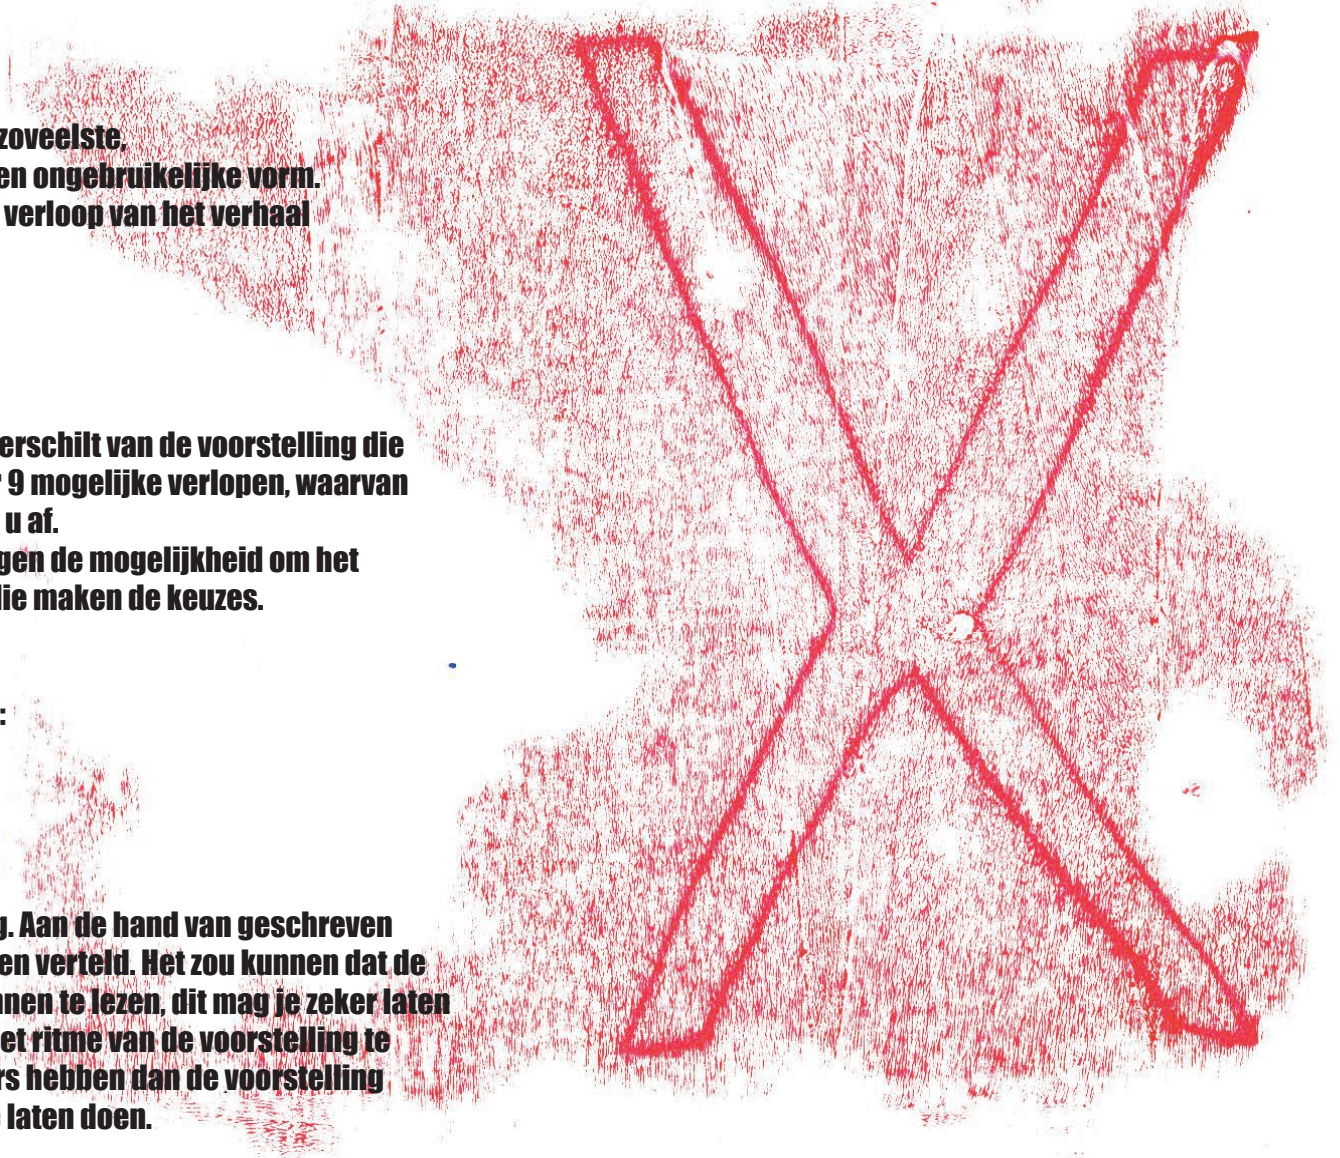 zoveelste,
en ongebruikelijke vorm.
verloop van het verhaal
erschilt van de voorstelling die
r 9 mogelijke verlopen, waarvan
u af.
gen de mogelijkheid om het
lie maken de keuzes.
:
g. Aan de hand van geschreven
en verteld. Het zou kunnen dat de
nnen te lezen, dit mag je zeker laten
et ritme van de voorstelling te
rs hebben dan de voorstelling
laten doen.
X